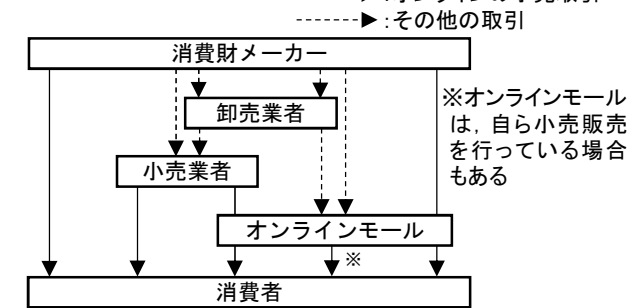 :その他の取引
消費財メーカー
卸売業者
小売業者
オンラインモール
※
消費者
※オンラインモール
は, 自ら小売販売
を行っている場合
もある